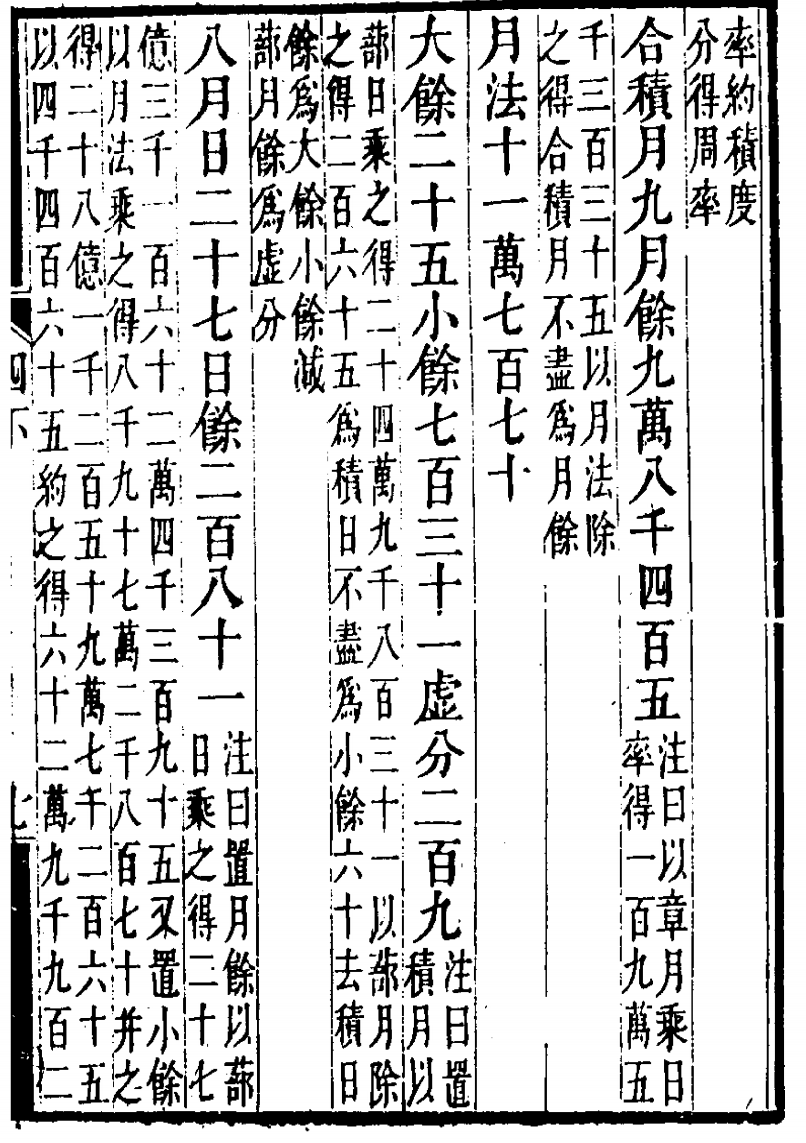 率約積度
分得周率
合積月九月餘九萬八千四百五
注曰以章月乘日
率得一百九萬五
千三百三十五以月法除
之得合積月不盡爲月餘
月法十一萬七百七十
大餘二十五小餘七百三十一虛分二百九
注曰置
積月以
蔀日乘之得二十四萬九千八百三十一以蔀月除
之得二百六十五爲積日不盡爲小餘六十去積日
餘爲大餘小餘減
蔀月餘爲虛分
八月日二十七日餘二百八十一
注曰置月餘以蔀
日乘之得二十七
億三千一百六十二萬四千三百九十五又置小餘
以月法乘之得八千九十七萬二千八百七十并之
得二十八億一千二百五十九萬七千二百六十五
以四千四百六十五約之得六十二萬九千九百二
四下
七